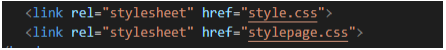 <link rel="stylesheet" href="style.css">
<link rel="stylesheet" href="stylepage.css">